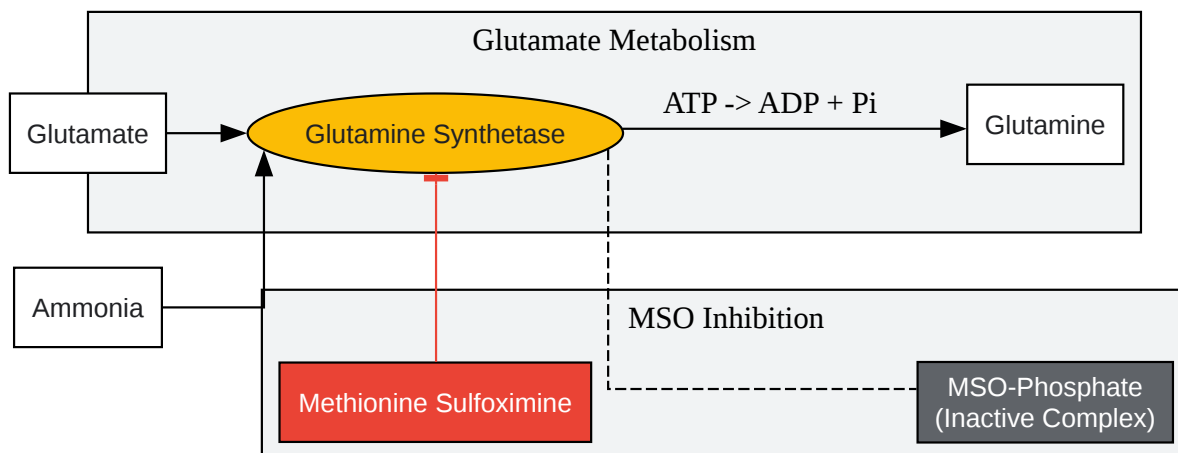 Glutamate Metabolism
ATP -> ADP + Pi
Glutamate
Glutamine Synthetase
Glutamine
Ammonia
MSO Inhibition
Methionine Sulfoximine
MSO-Phosphate
(Inactive Complex)